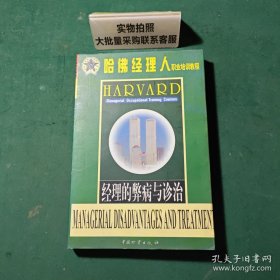 实物拍照
大批量采购联系客服
哈佛经理人职业培训教程
HARVARD
Managerial Occupational Training Courses
经理的弊病与诊治
MANAGERIAL DISADVANTAGES AND TREATMENT
孔夫子旧书网